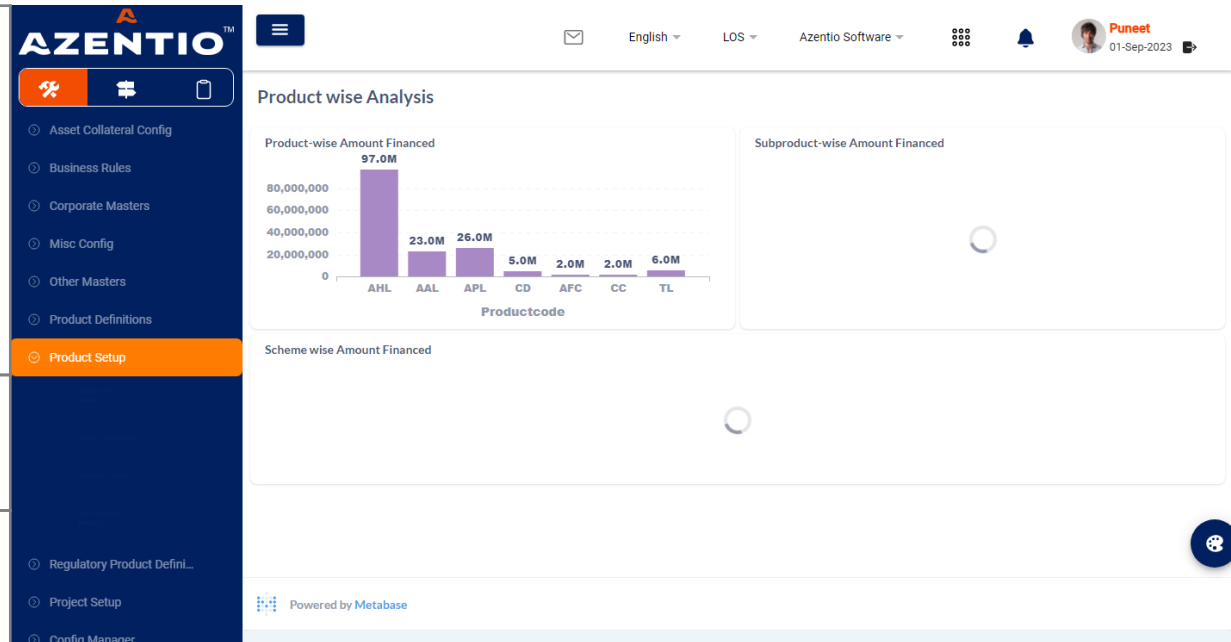 AZENTIO™
English
LOS
Azentio Software
Puneet
01-Sep-2023
Asset Collateral Config
Business Rules
Corporate Masters
Misc Config
Other Masters
Product Definitions
Product Setup
Regulatory Product Defini...
Project Setup
Config Manager
Product wise Analysis
Product-wise Amount Financed
97.0M
80,000,000
60,000,000
40,000,000
20,000,000
0
23.0M
26.0M
5.0M
2.0M
2.0M
6.0M
AHL AAL APL CD AFC CC TL
Productcode
Subproduct-wise Amount Financed
Scheme wise Amount Financed
Powered by Metabase